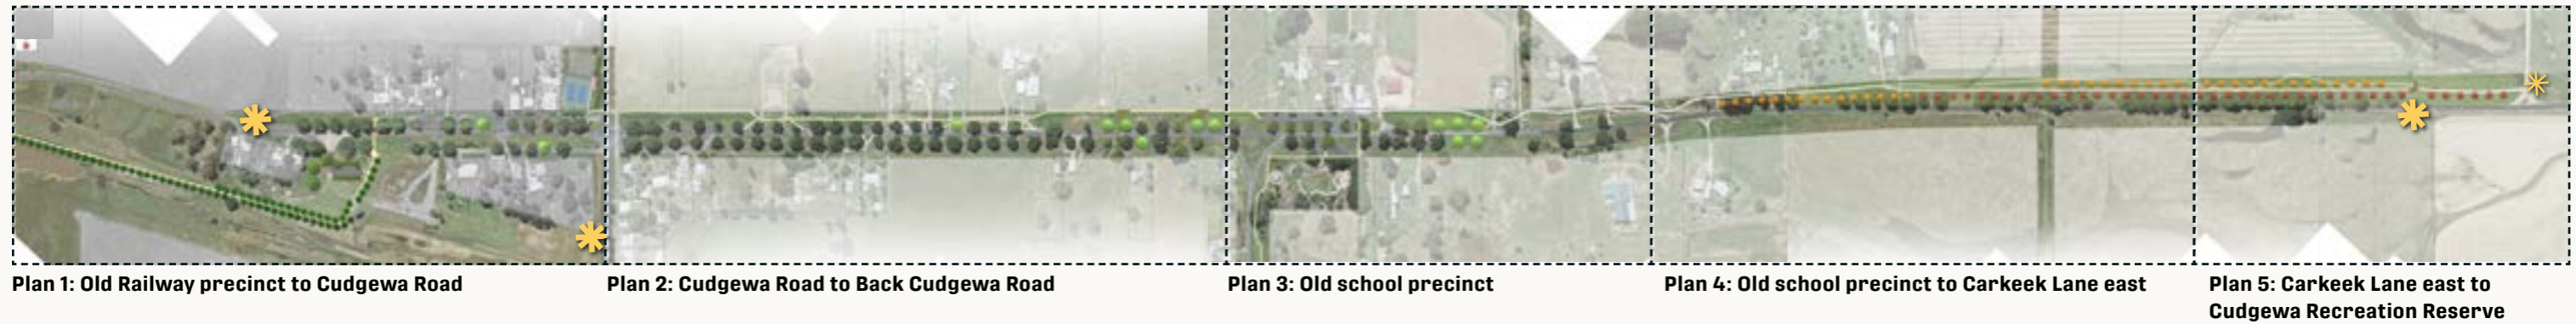 Plan 1: Old Railway precinct to Cudgewa Road
Plan 2: Cudgewa Road to Back Cudgewa Road
Plan 3: Old school precinct
Plan 4: Old school precinct to Carkeek Lane east
Plan 5: Carkeek Lane east to
Cudgewa Recreation Reserve